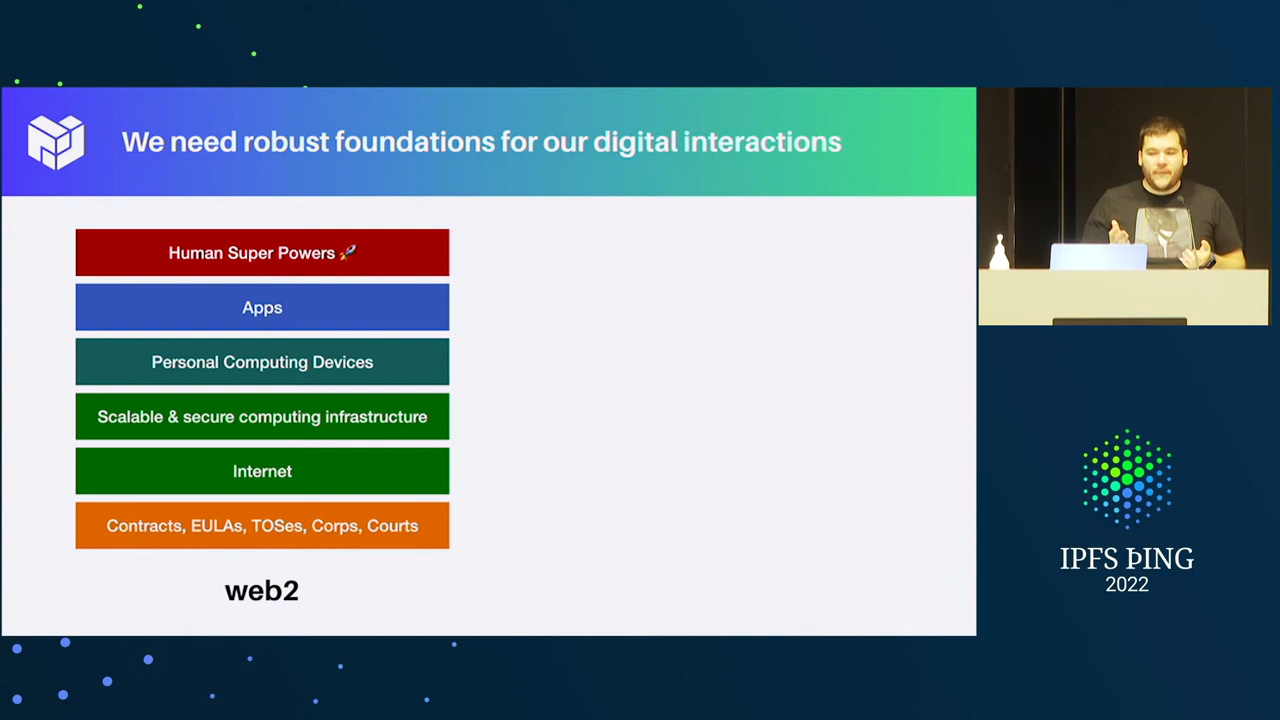 We need robust foundations for our digital interactions
Human Super Powers 🚀
Apps
Personal Computing Devices
Scalable & secure computing infrastructure
Internet
Contracts, EULAs, TOSes, Corps, Courts
web2
IPFS ÞING
2022